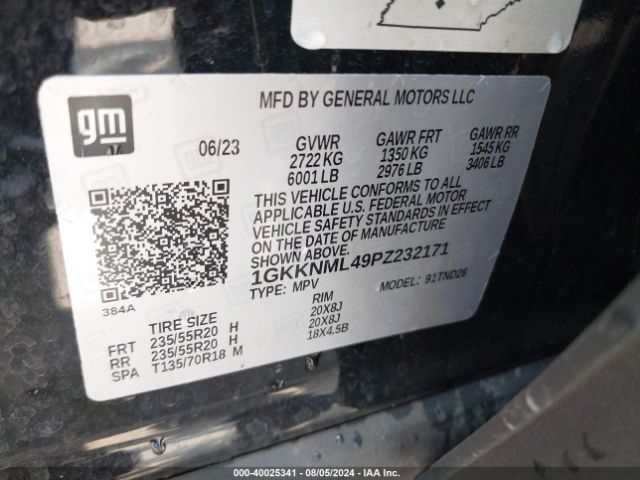 gm
MFD BY GENERAL MOTORS LLC
06/23 GVWR GAWR FRT GAWR RR
2722 KG 1350 KG 1545 KG
6001 LB 2976 LB 3406 LB
THIS VEHICLE CONFORMS TO ALL
APPLICABLE U.S. FEDERAL MOTOR
VEHICLE SAFETY STANDARDS IN EFFECT
ON THE DATE OF MANUFACTURE
SHOWN ABOVE.
1GKKNML49PZ232171
TYPE: MPV MODEL: 91TND26
384A
TIRE SIZE RIM
FRT 235/55R20 H 20X8J
RR 235/55R20 H 20X8J
SPA T135/70R18 M 18X4.5B
000-40025341 - 08/05/2024 - IAA Inc.